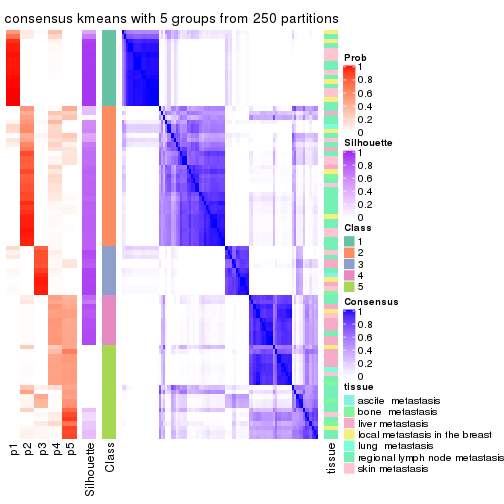 consensus kmeans with 5 groups from 250 partitions
Prob
1
0.8
0.6
0.4
0.2
0
Silhouette
1
0.8
0.6
0.4
0.2
0
Class
1
2
3
4
5
Consensus
1
0.8
0.6
0.4
0.2
0
tissue
ascite metastasis
bone metastasis
liver metastasis
local metastasis in the breast
lung metastasis
regional lymph node metastasis
skin metastasis
p1
p2
p3
p4
p5
Silhouette
Class
tissue